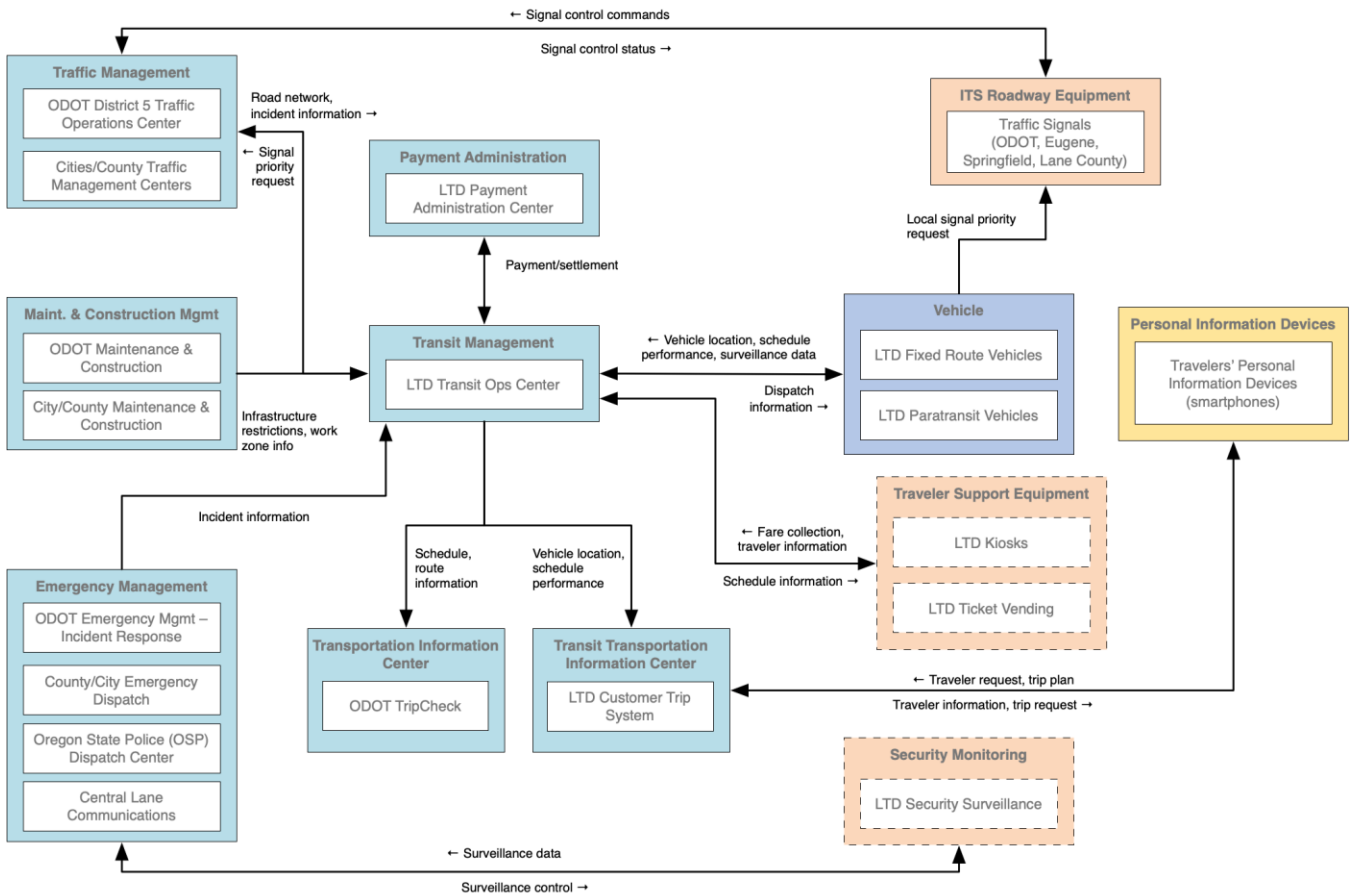 ← Signal control commands
Signal control status →
Traffic Management
ODOT District 5 Traffic
Operations Center
Cities/County Traffic
Management Centers
Road network,
incident information →
← Signal
priority
request
Payment Administration
LTD Payment
Administration Center
Payment/settlement
ITS Roadway Equipment
Traffic Signals
(ODOT, Eugene,
Springfield, Lane County)
Local signal priority
request
Maint. & Construction Mgmt
ODOT Maintenance &
Construction
City/County Maintenance &
Construction
Infrastructure
restrictions, work
zone info
Transit Management
LTD Transit Ops Center
← Vehicle location, schedule
performance, surveillance data
Dispatch
information →
Vehicle
LTD Fixed Route Vehicles
LTD Paratransit Vehicles
Personal Information Devices
Travelers' Personal
Information Devices
(smartphones)
Incident information
Schedule,
route
information
Vehicle location,
schedule
performance
← Fare collection,
traveler information
Schedule information →
Traveler Support Equipment
LTD Kiosks
LTD Ticket Vending
Emergency Management
ODOT Emergency Mgmt –
Incident Response
County/City Emergency
Dispatch
Oregon State Police (OSP)
Dispatch Center
Central Lane
Communications
Transportation Information
Center
ODOT TripCheck
Transit Transportation
Information Center
LTD Customer Trip
System
← Traveler request, trip plan
Traveler information, trip request →
Security Monitoring
LTD Security Surveillance
← Surveillance data
Surveillance control →